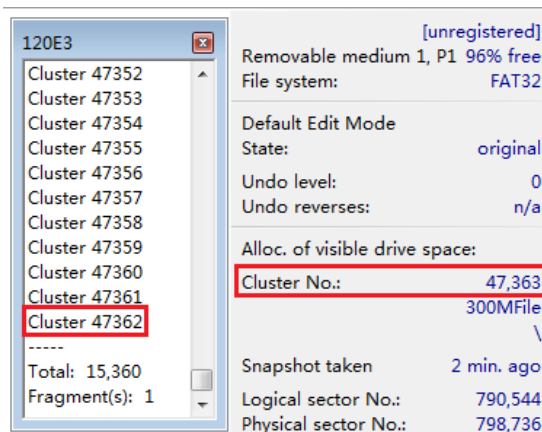 120E3
Cluster 47352
Cluster 47353
Cluster 47354
Cluster 47355
Cluster 47356
Cluster 47357
Cluster 47358
Cluster 47359
Cluster 47360
Cluster 47361
Cluster 47362
-----
Total: 15,360
Fragment(s): 1
[unregistered]
Removable medium 1, P1 96% free
File system: FAT32
Default Edit Mode
State: original
Undo level: 0
Undo reverses: n/a
Alloc. of visible drive space:
Cluster No.: 47,363
300MFile
\
Snapshot taken 2 min. ago
Logical sector No.: 790,544
Physical sector No.: 798,736